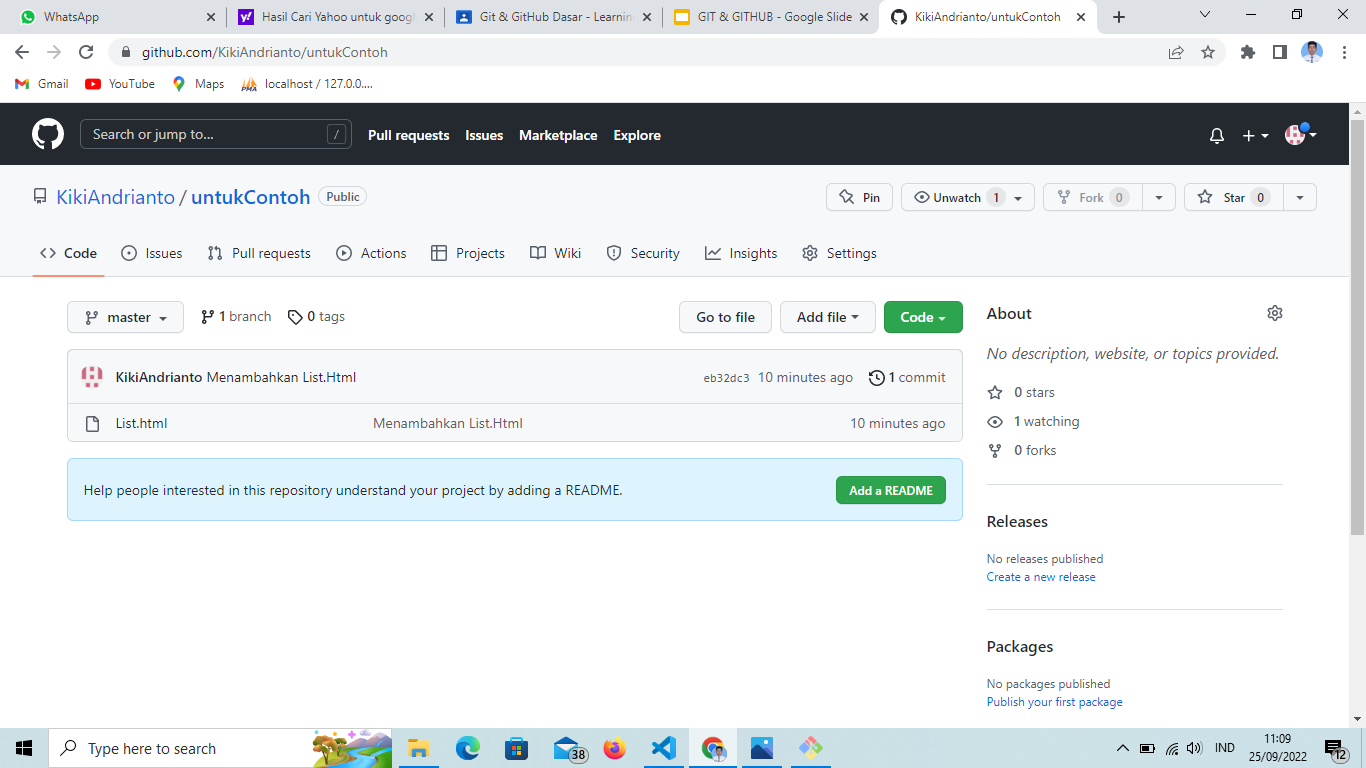 WhatsApp
Hasil Cari Yahoo untuk googl
Git & GitHub Dasar - Learnin
GIT & GITHUB - Google Slide
KikiAndrianto/untukContoh
github.com/KikiAndrianto/untukContoh
Gmail YouTube Maps localhost / 127.0.0....
Search or jump to... / Pull requests Issues Marketplace Explore
KikiAndrianto / untukContoh Public Pin Unwatch 1 Fork 0 Star 0
Code Issues Pull requests Actions Projects Wiki Security Insights Settings
master 1 branch 0 tags Go to file Add file Code
KikiAndrianto Menambahkan List.Html eb32dc3 10 minutes ago 1 commit
List.html Menambahkan List.Html 10 minutes ago
Help people interested in this repository understand your project by adding a README. Add a README
About
No description, website, or topics provided.
0 stars
1 watching
0 forks
Releases
No releases published
Create a new release
Packages
No packages published
Publish your first package
Type here to search
38
IND
11:09
25/09/2022
12